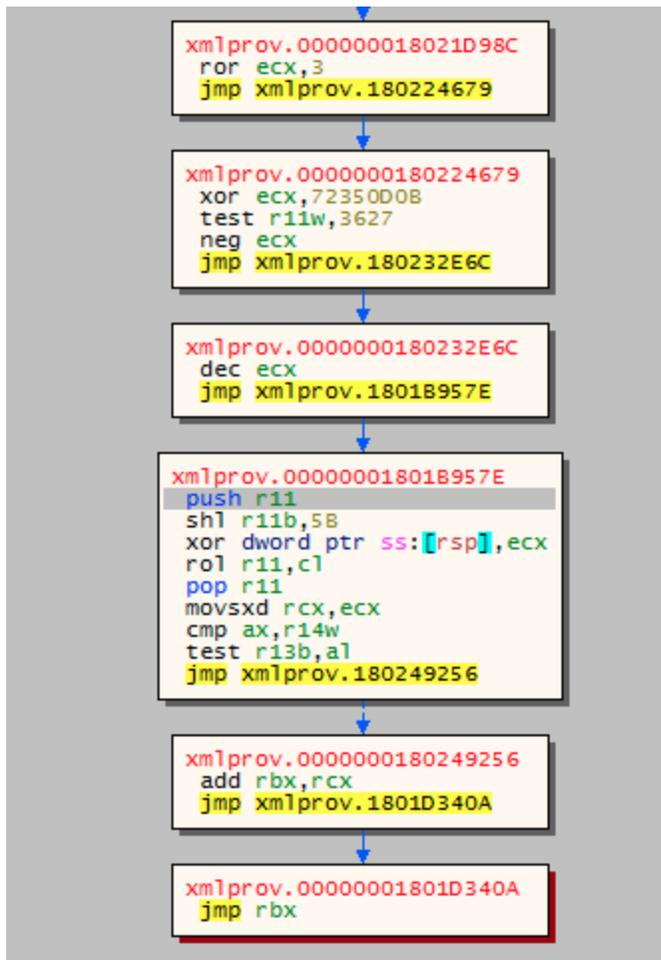 xmlprov.000000018021D98C
ror ecx,3
jmp xmlprov.180224679
xmlprov.0000000180224679
xor ecx,72350D0B
test r11w,3627
neg ecx
jmp xmlprov.180232E6C
xmlprov.0000000180232E6C
dec ecx
jmp xmlprov.1801B957E
xmlprov.00000001801B957E
push r11
shl r11b,5B
xor dword ptr ss:[rsp],ecx
rol r11,cl
pop r11
movsxd rcx,ecx
cmp ax,r14w
test r13b,al
jmp xmlprov.180249256
xmlprov.0000000180249256
add rbx,rcx
jmp xmlprov.1801D340A
xmlprov.00000001801D340A
jmp rbx